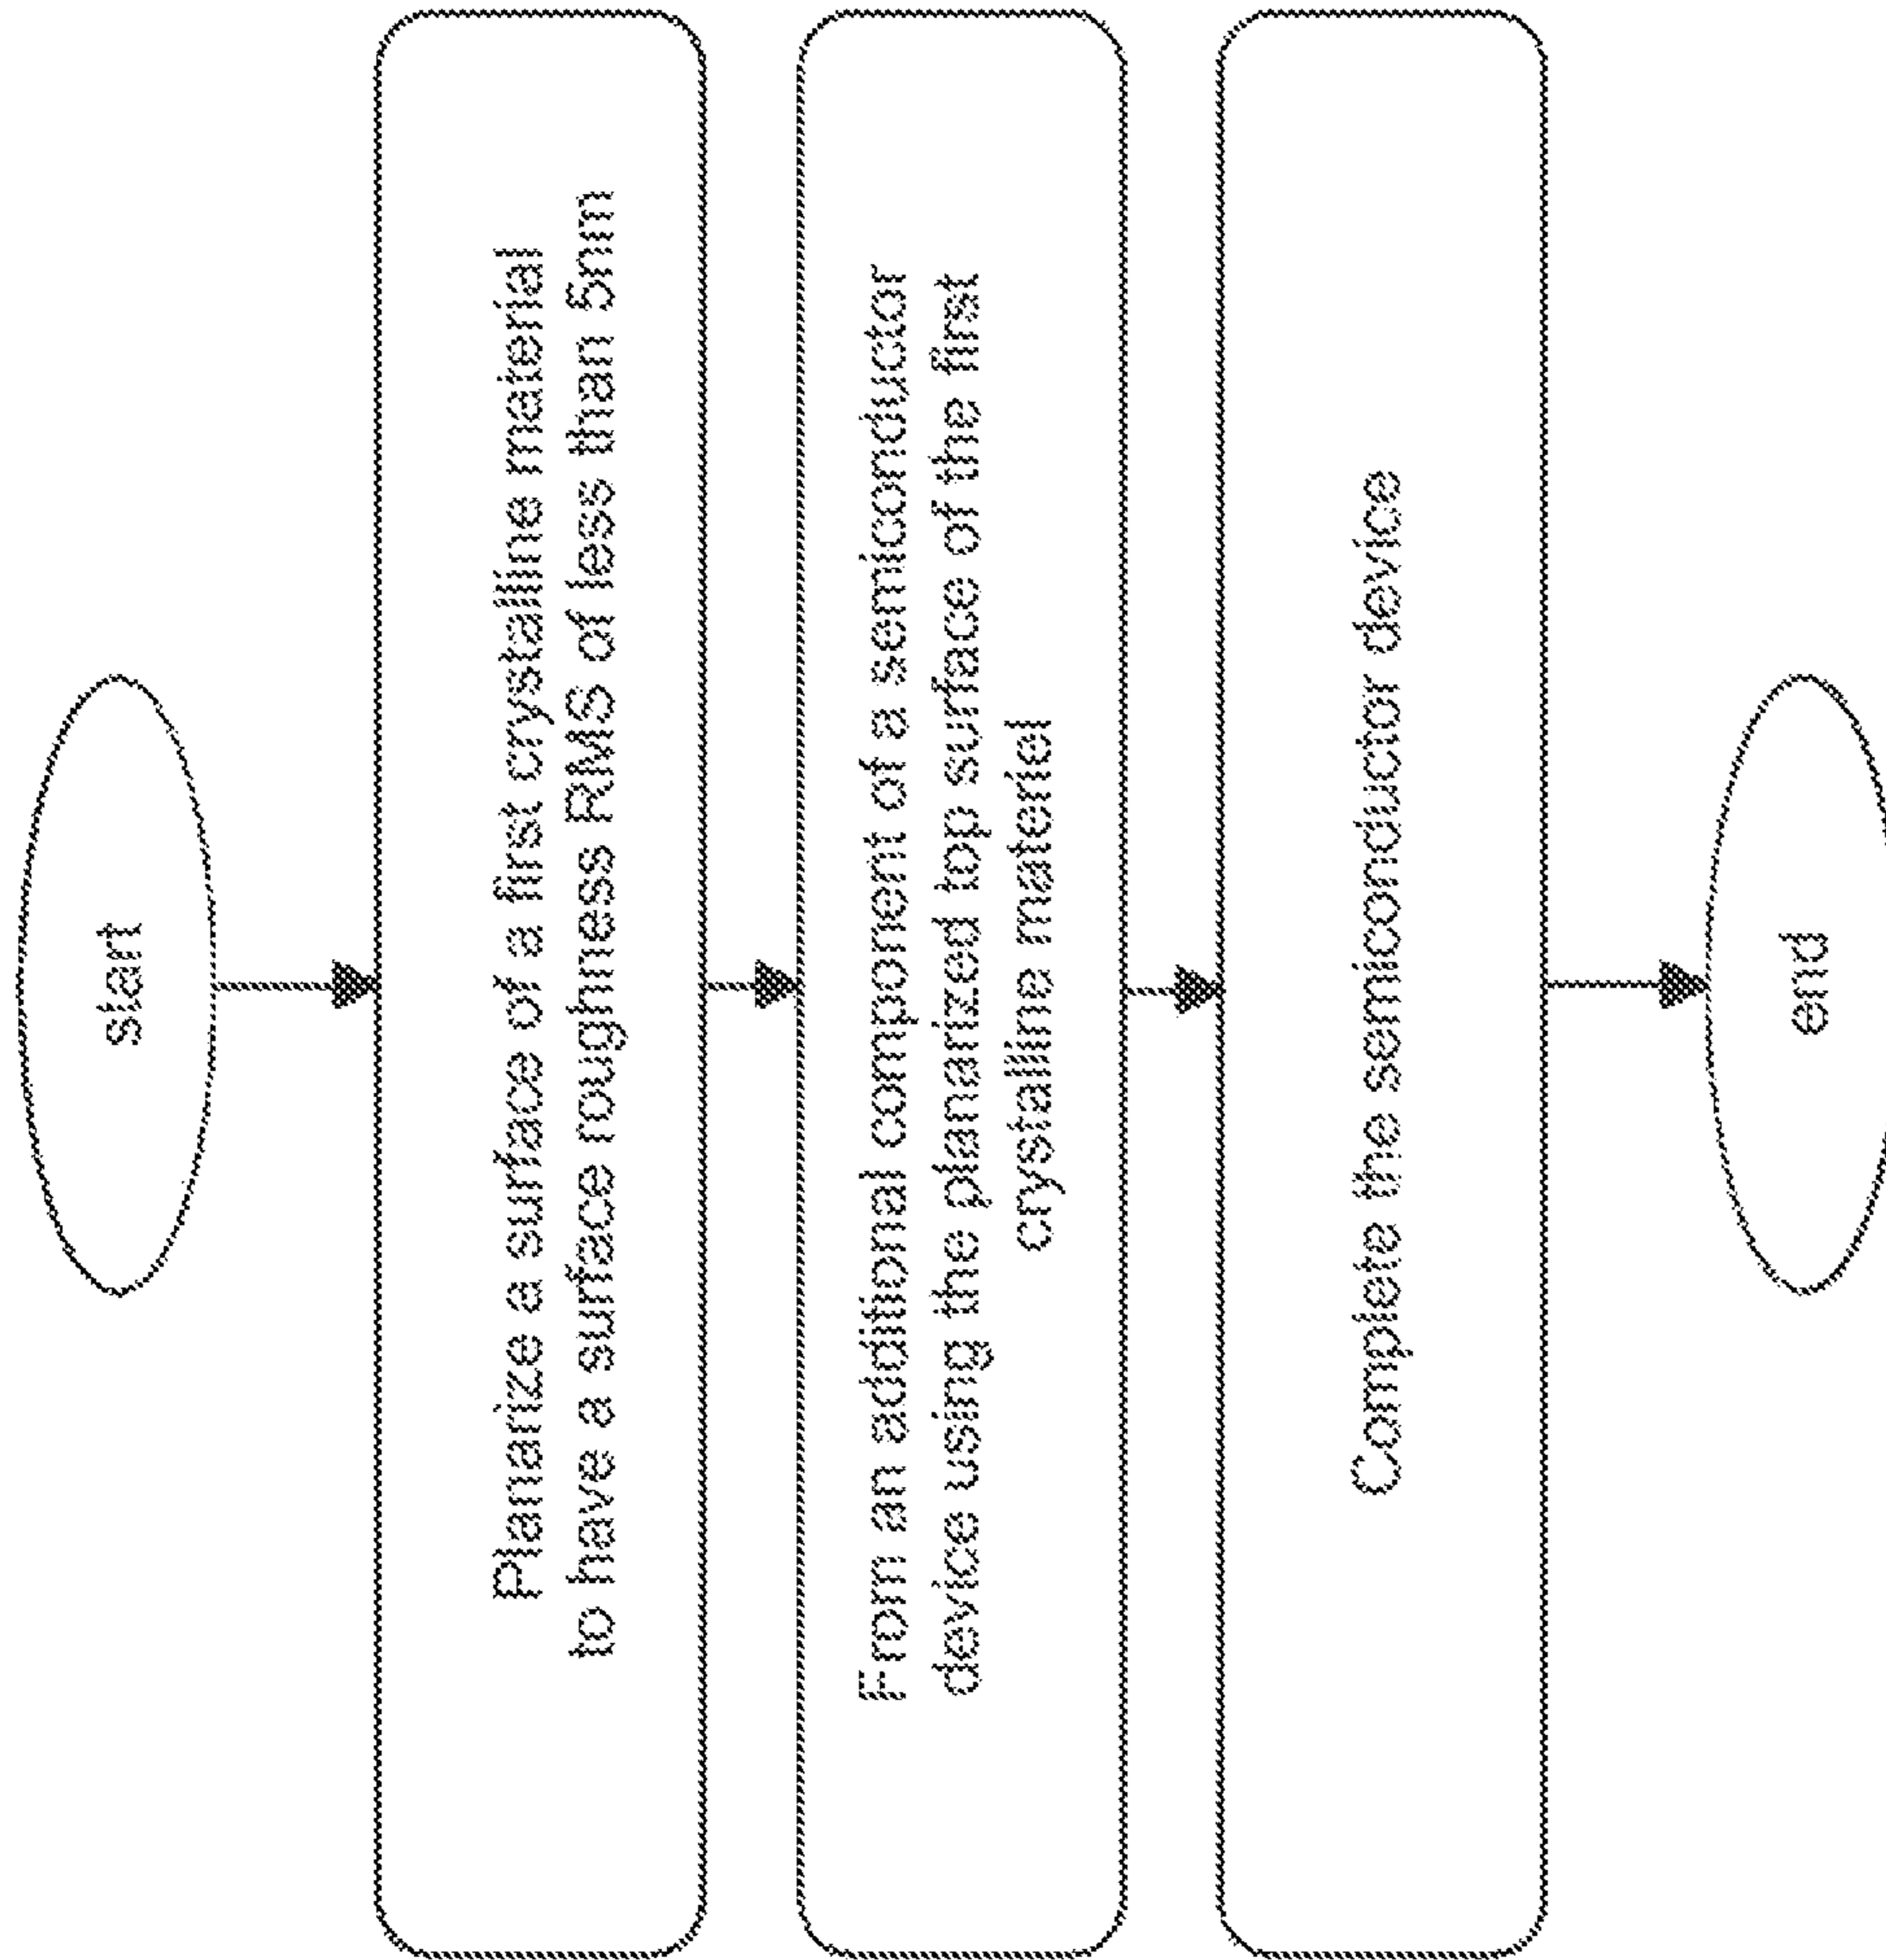 start
Planarize a surface of a first crystalline material
to have a surface roughness RMS of less than 5nm
From an additional component of a semiconductor
device using the planarized top surface of the first
crystalline materiel
Complete the semiconductor device
end